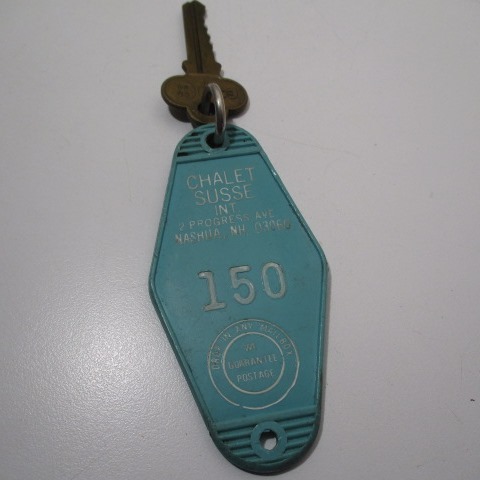 CHALET
SUSSE
INT
2 PROGRESS AVE
NASHUA, NH 03060
150
DROP IN ANY MAILBOX
WE
GUARANTEE
POSTAGE